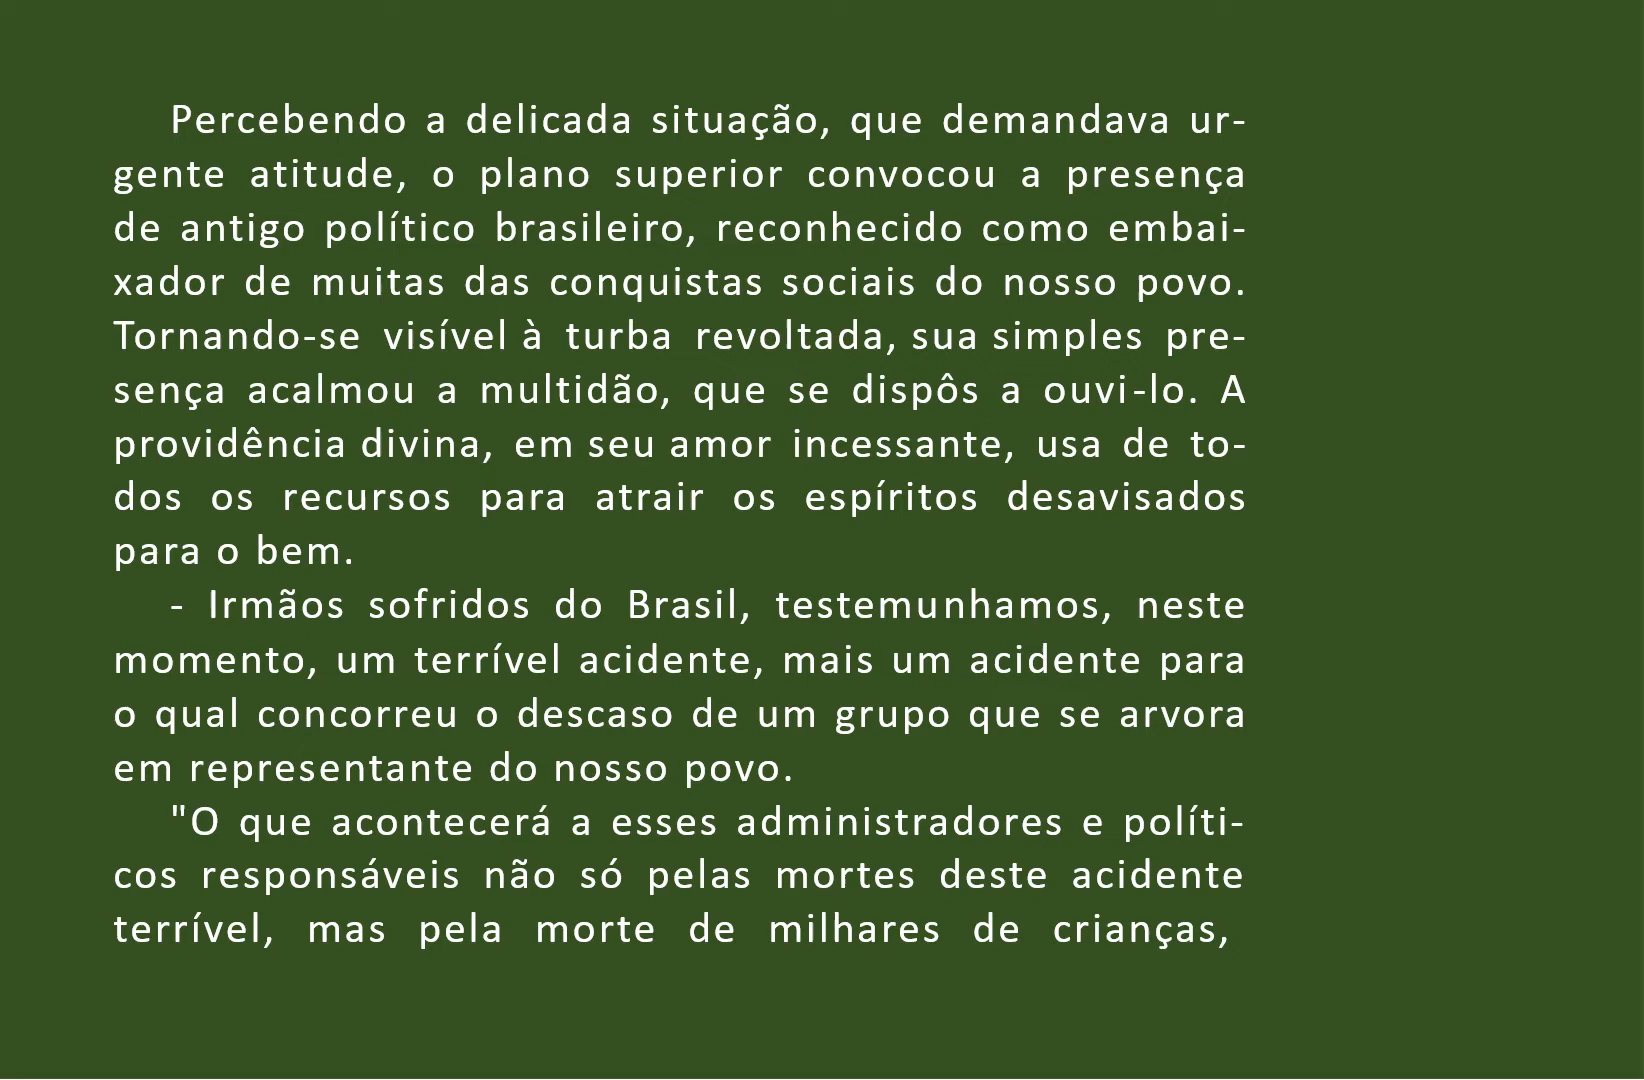 Percebendo a delicada situação, que demandava ur-
gente atitude, o plano superior convocou a presença
de antigo político brasileiro, reconhecido como embai-
xador de muitas das conquistas sociais do nosso povo.
Tornando-se visível à turba revoltada, sua simples pre-
sença acalmou a multidão, que se dispôs a ouvi-lo. A
providência divina, em seu amor incessante, usa de to-
dos os recursos para atrair os espíritos desavisados
para o bem.
- Irmãos sofridos do Brasil, testemunhamos, neste
momento, um terrível acidente, mais um acidente para
o qual concorreu o descaso de um grupo que se arvora
em representante do nosso povo.
"O que acontecerá a esses administradores e políti-
cos responsáveis não só pelas mortes deste acidente
terrível, mas pela morte de milhares de crianças,